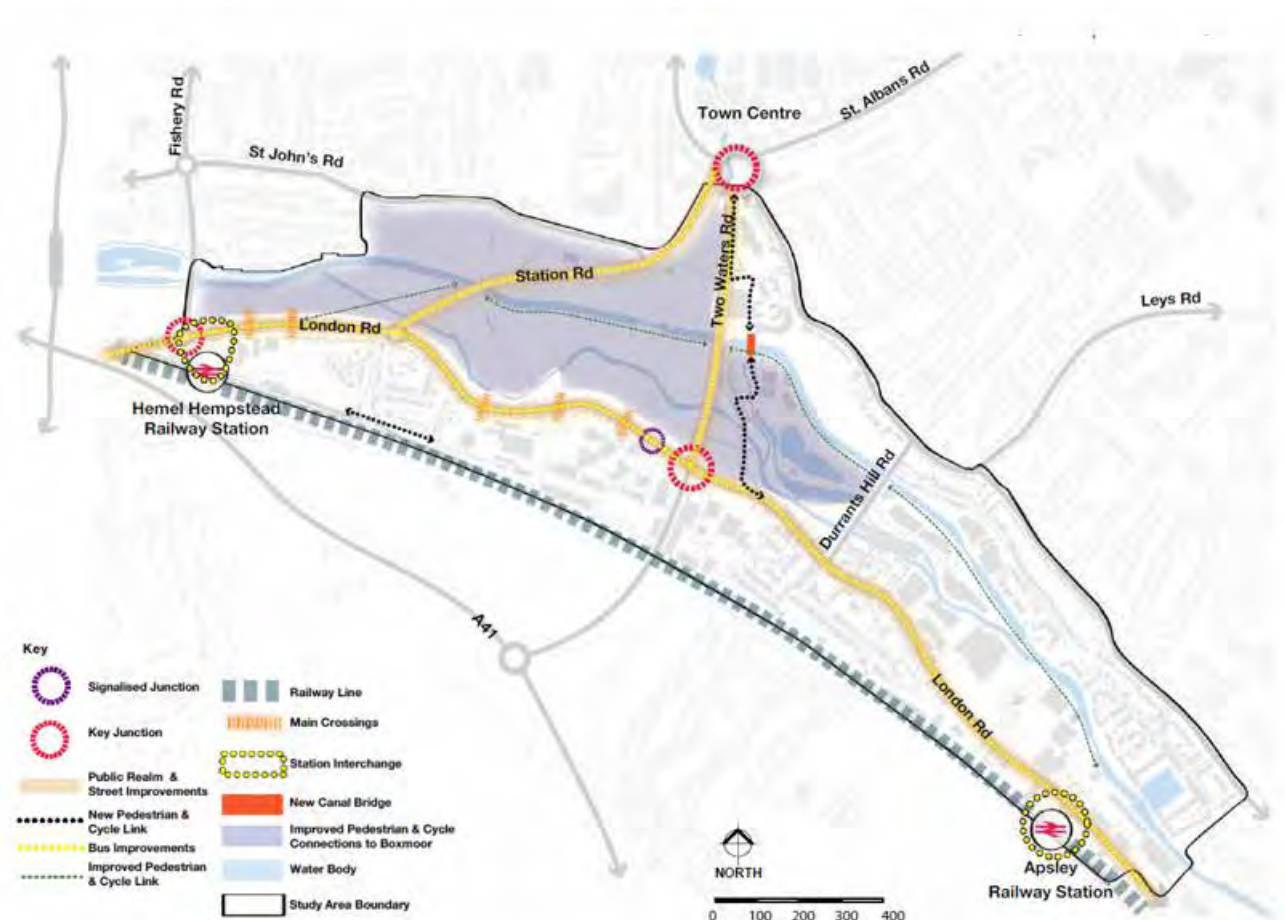 Fishery Rd
St John's Rd
Town Centre
St. Albans Rd
Station Rd
Two Waters Rd
Leys Rd
London Rd
Hemel Hempstead
Railway Station
Durrants Hill Rd
A41
London Rd
Apsley
Railway Station
Key
Signalised Junction
Key Junction
Public Realm &
Street Improvements
New Pedestrian &
Cycle Link
Bus Improvements
Improved Pedestrian
& Cycle Link
Railway Line
Main Crossings
Station Interchange
New Canal Bridge
Improved Pedestrian & Cycle
Connections to Boxmoor
Water Body
Study Area Boundary
NORTH
0 100 200 300 400